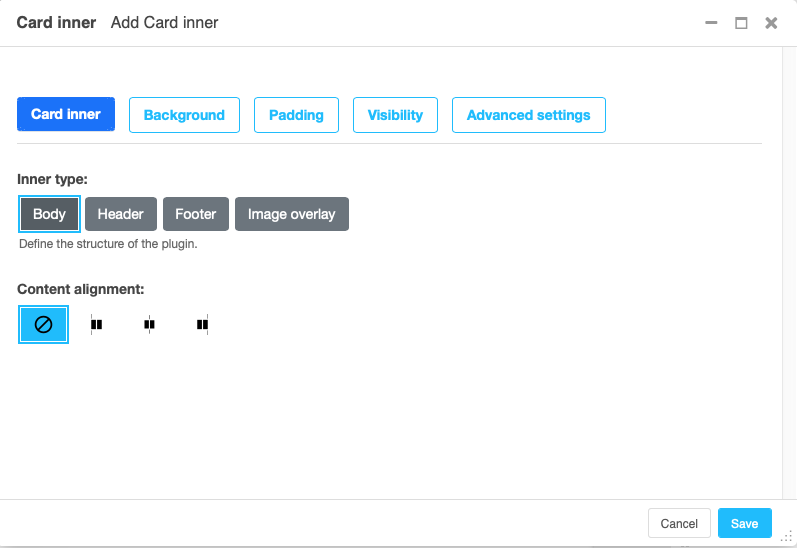 Card inner Add Card inner
Card inner Background Padding Visibility Advanced settings
Inner type:
Body Header Footer Image overlay
Define the structure of the plugin.
Content alignment:
Cancel Save